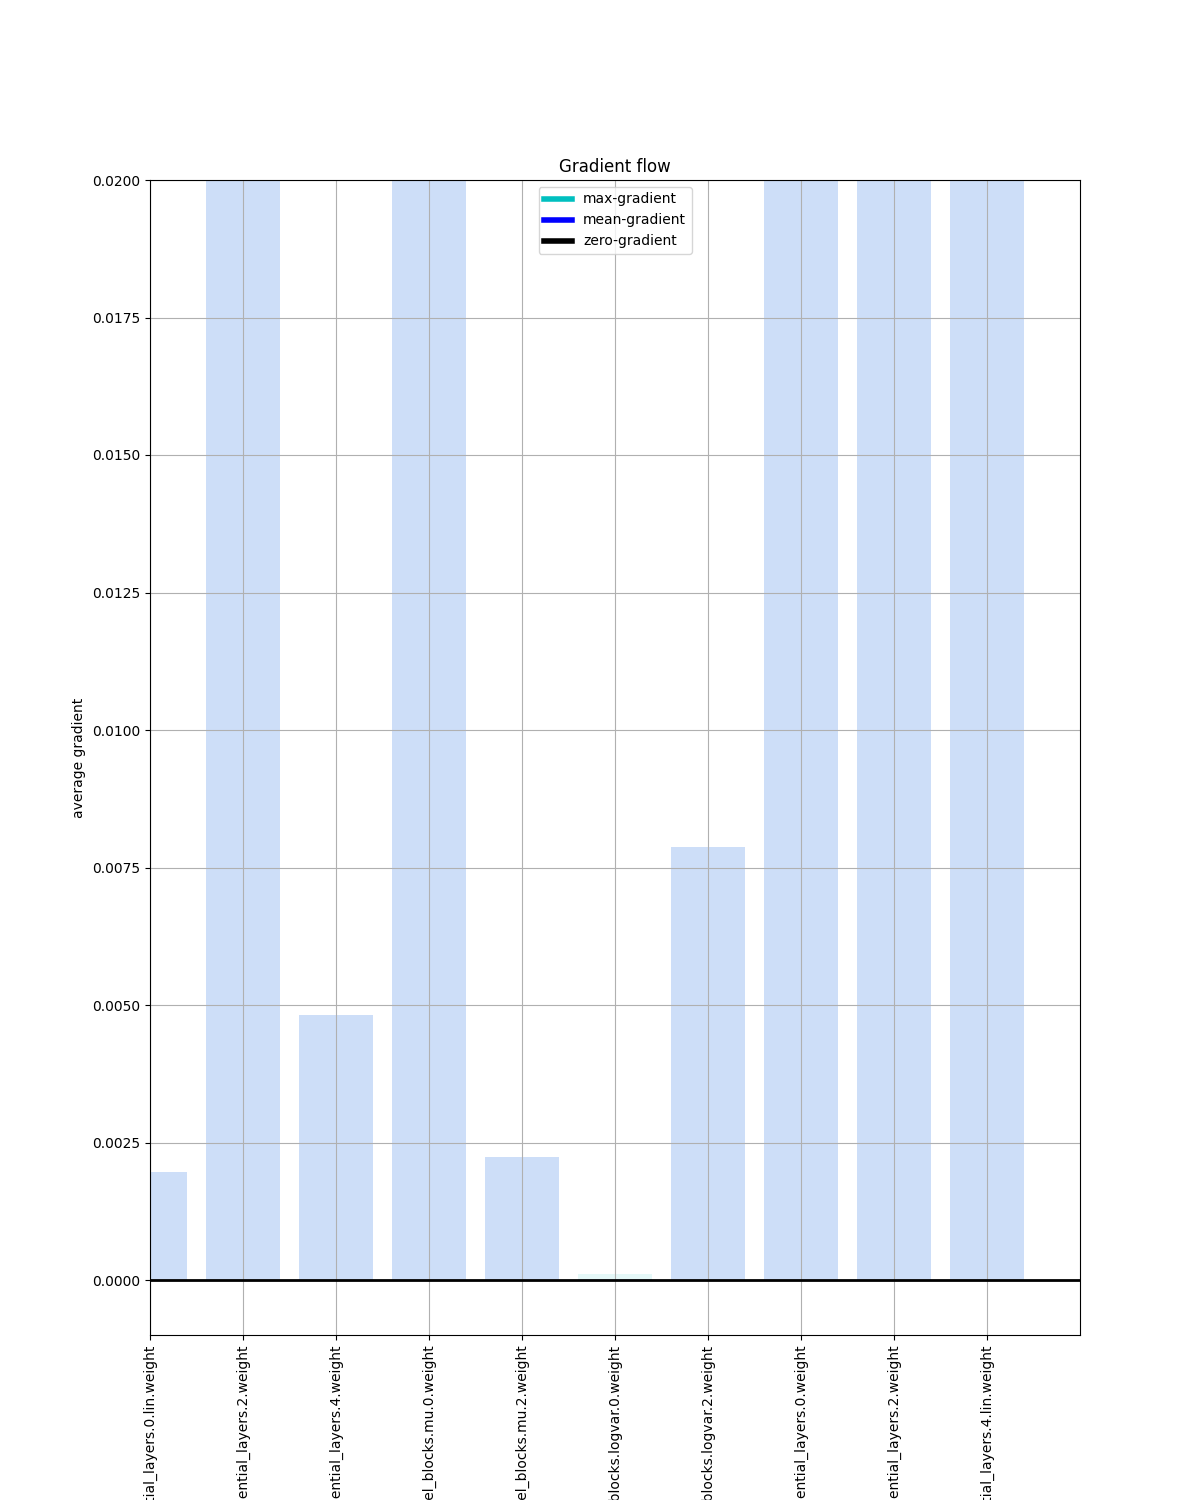 Gradient flow
max-gradient
mean-gradient
zero-gradient
0.0200
0.0175
0.0150
0.0125
0.0100
0.0075
0.0050
0.0025
0.0000
average gradient
tial_layers.0.lin.weight
ential_layers.2.weight
ential_layers.4.weight
el_blocks.mu.0.weight
el_blocks.mu.2.weight
blocks.logvar.0.weight
blocks.logvar.2.weight
ential_layers.0.weight
ential_layers.2.weight
tial_layers.4.lin.weight